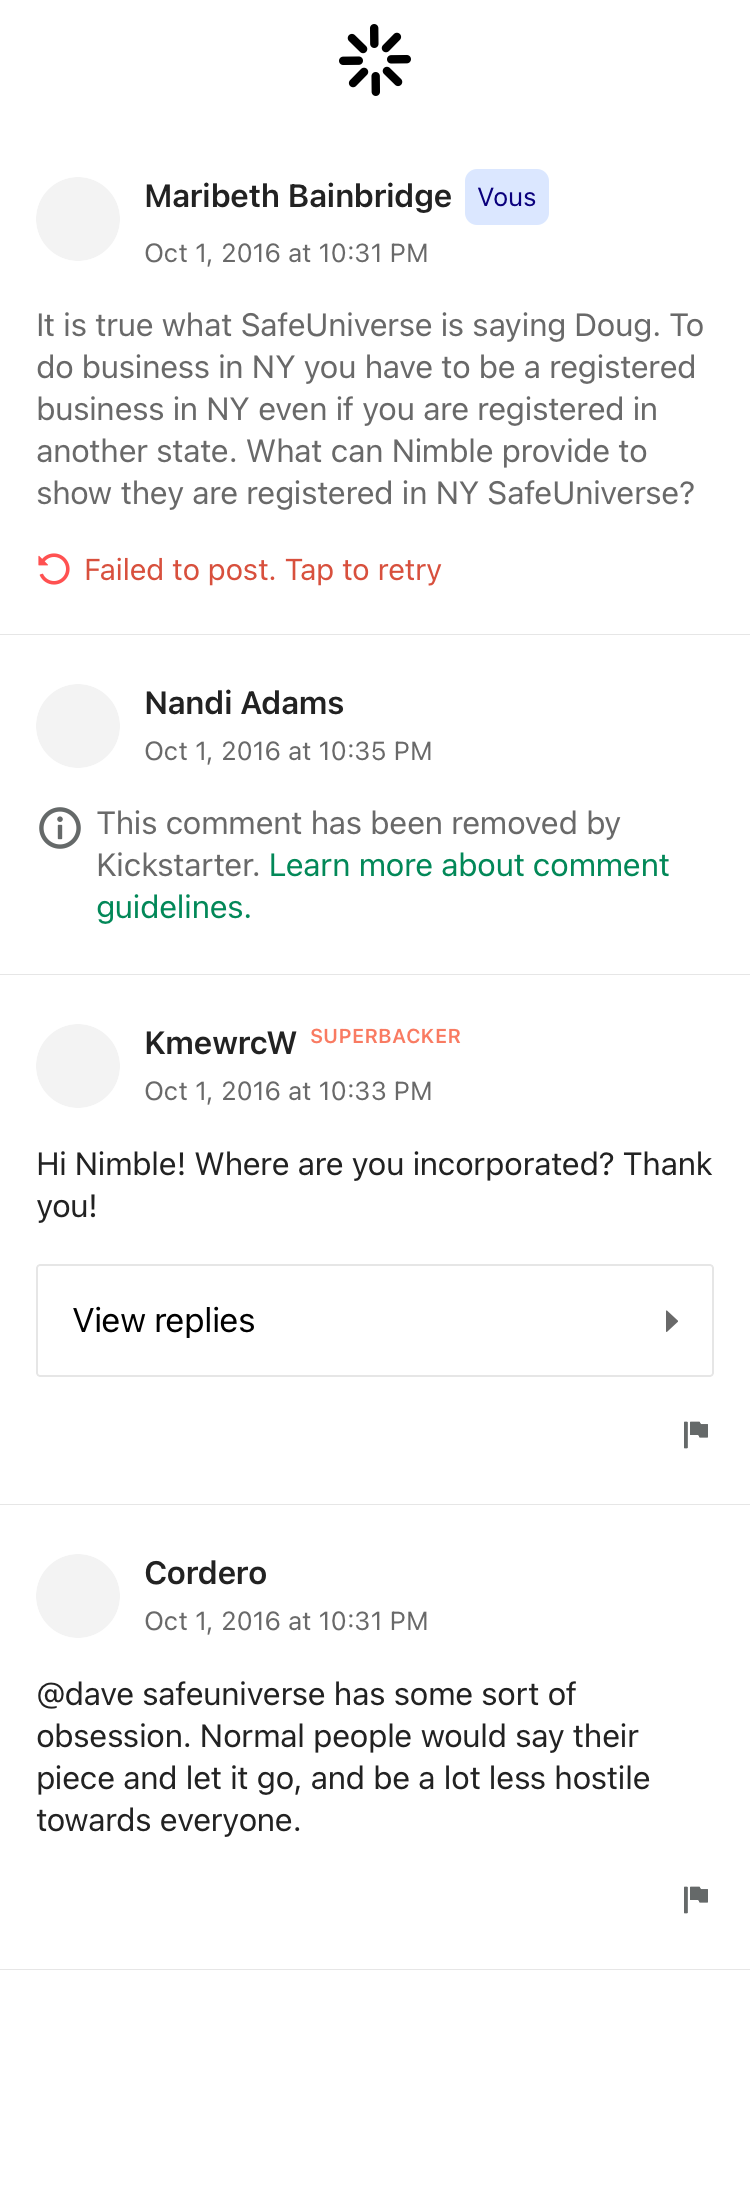 Maribeth Bainbridge Vous
Oct 1, 2016 at 10:31 PM
It is true what SafeUniverse is saying Doug. To
do business in NY you have to be a registered
business in NY even if you are registered in
another state. What can Nimble provide to
show they are registered in NY SafeUniverse?
Failed to post. Tap to retry
Nandi Adams
Oct 1, 2016 at 10:35 PM
This comment has been removed by
Kickstarter. Learn more about comment
guidelines.
KmewrcW SUPERBACKER
Oct 1, 2016 at 10:33 PM
Hi Nimble! Where are you incorporated? Thank
you!
View replies
Cordero
Oct 1, 2016 at 10:31 PM
@dave safeuniverse has some sort of
obsession. Normal people would say their
piece and let it go, and be a lot less hostile
towards everyone.